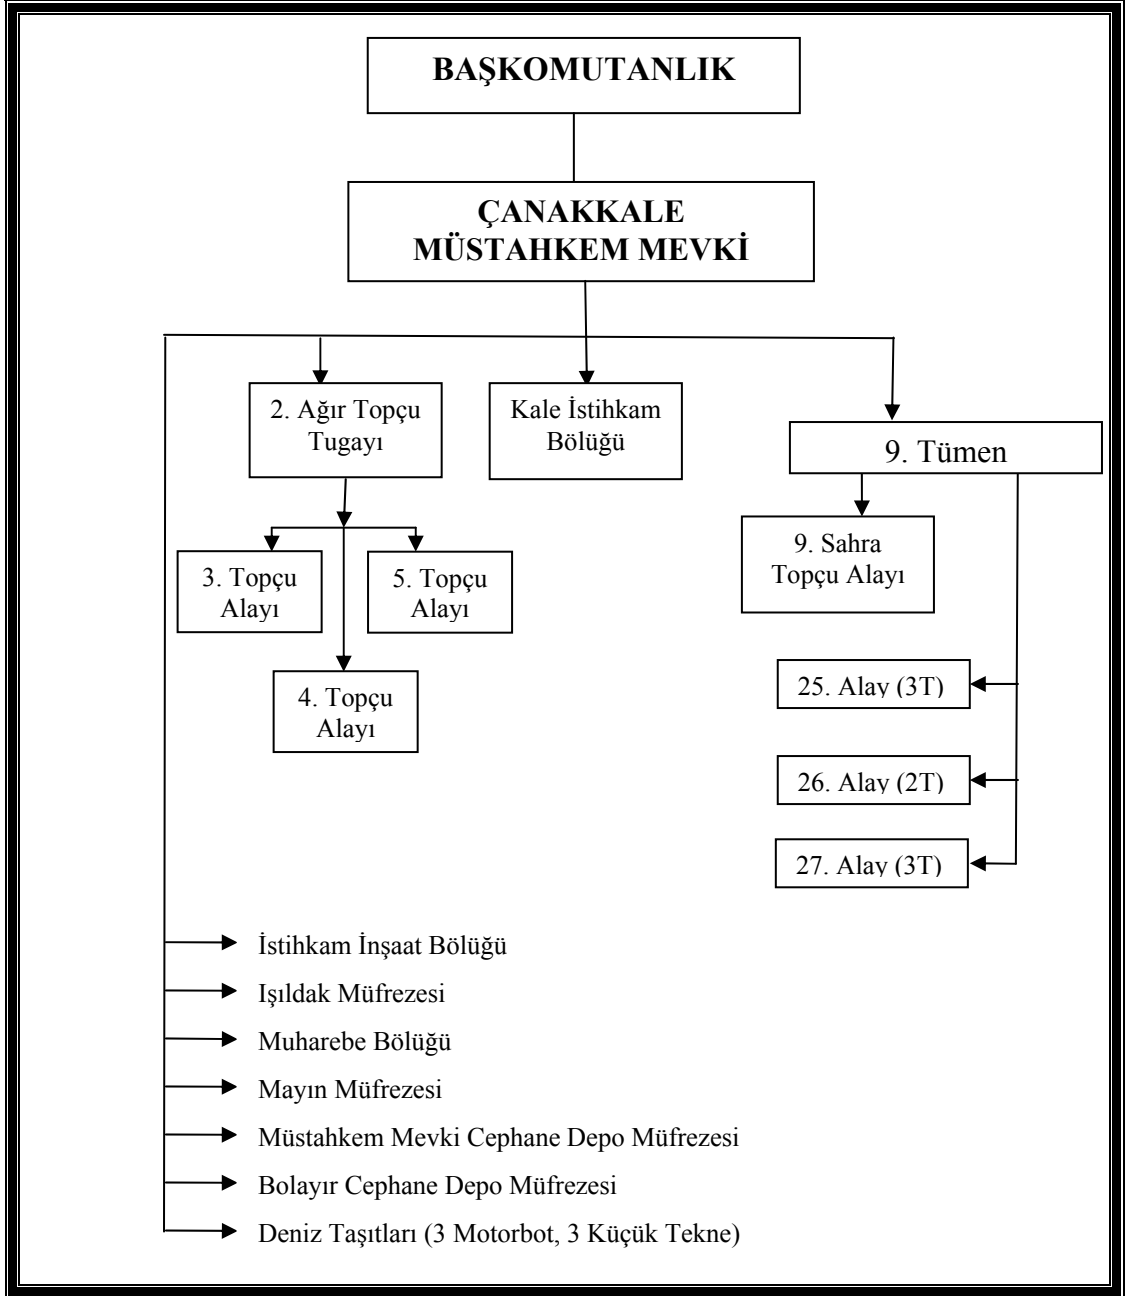 BAŞKOMUTANLIK
ÇANAKKALE
MÜSTAHKEM MEVKİ
2. Ağır Topçu
Tugayı
Kale İstihkam
Bölüğü
9. Tümen
3. Topçu
Alayı
5. Topçu
Alayı
4. Topçu
Alayı
9. Sahra
Topçu Alayı
25. Alay (3T)
26. Alay (2T)
27. Alay (3T)
İstihkam İnşaat Bölüğü
Işıldak Müfrezesi
Muharebe Bölüğü
Mayın Müfrezesi
Müstahkem Mevki Cephane Depo Müfrezesi
Bolayır Cephane Depo Müfrezesi
Deniz Taşıtları (3 Motorbot, 3 Küçük Tekne)